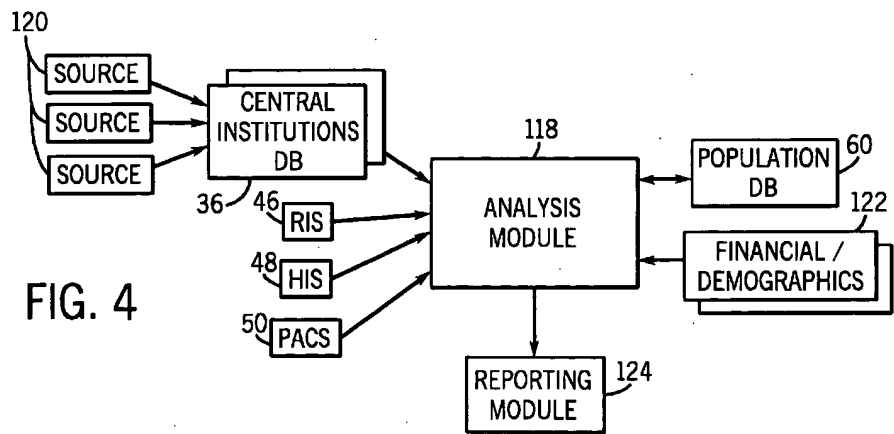 120
SOURCE
SOURCE
SOURCE
CENTRAL
INSTITUTIONS
DB
36
46
RIS
48
HIS
50
PACS
118
ANALYSIS
MODULE
POPULATION
DB
60
122
FINANCIAL /
DEMOGRAPHICS
REPORTING
MODULE
124
FIG. 4